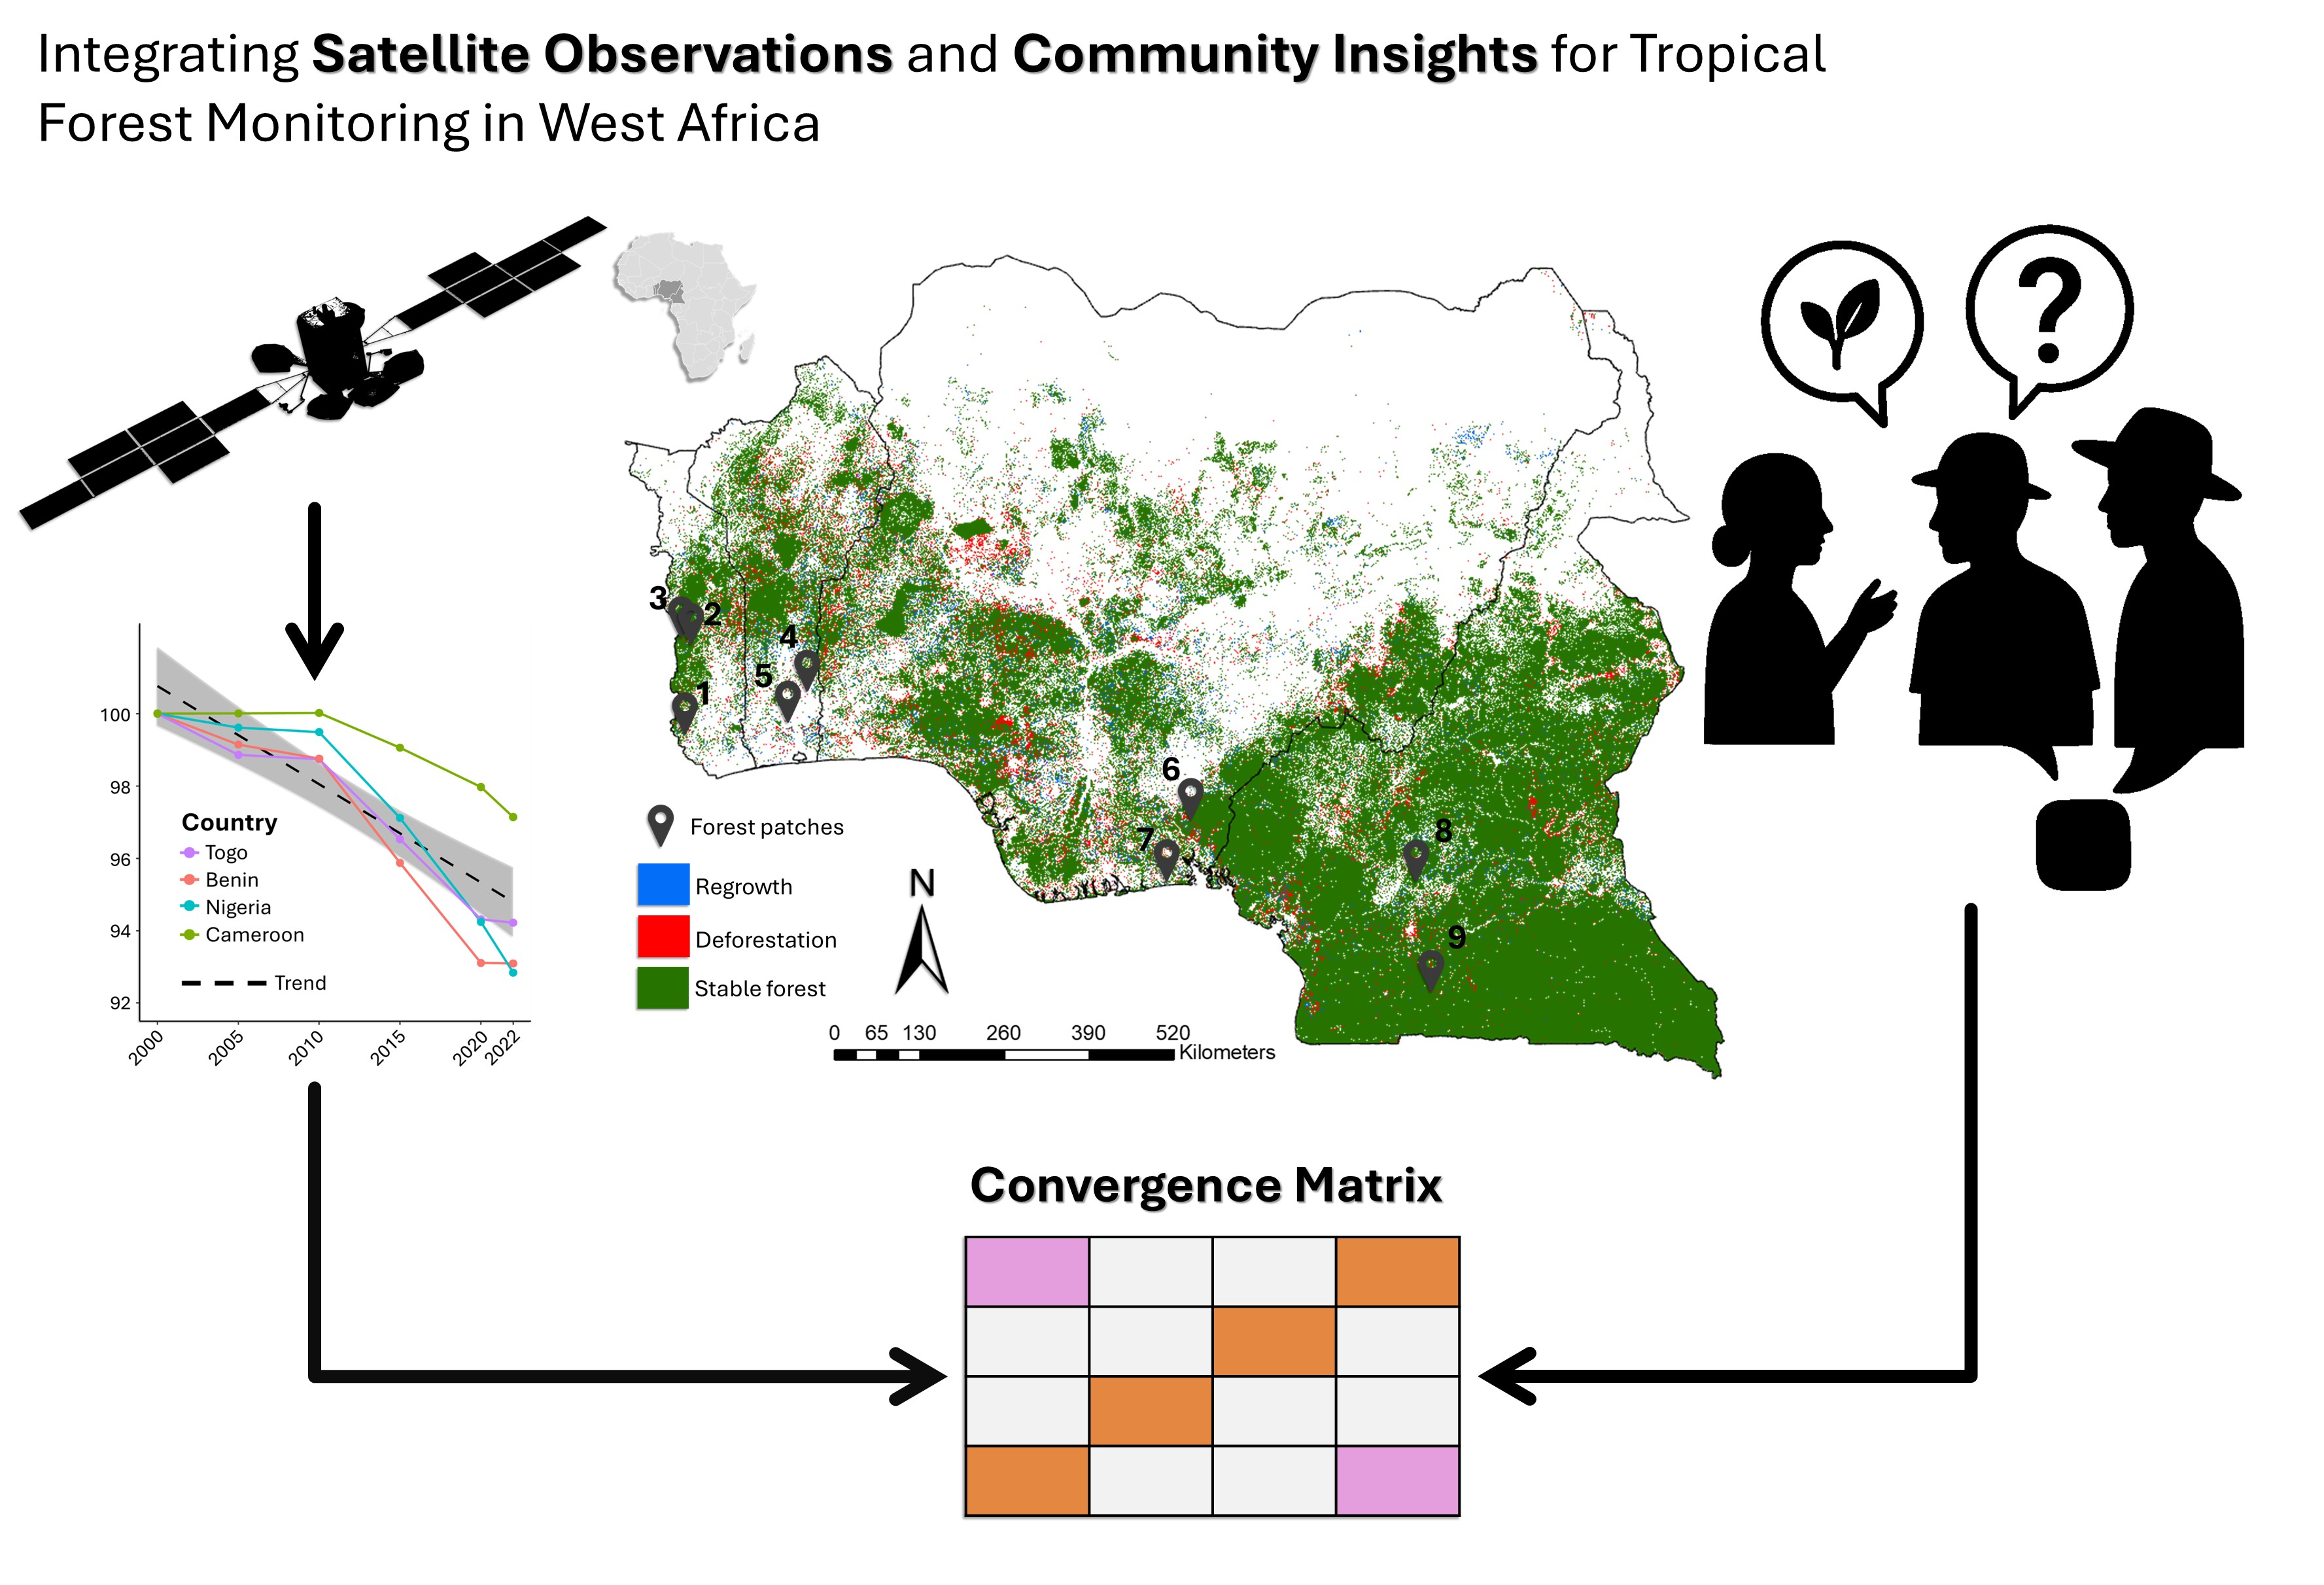 Integrating Satellite Observations and Community Insights for Tropical
Forest Monitoring in West Africa
?
100
98
96
94
92
Country
Togo
Benin
Nigeria
Cameroon
Trend
2000
2005
2010
2015
2020
2022
3
2
4
5
1
6
7
8
9
Forest patches
Regrowth
Deforestation
Stable forest
N
0 65 130 260 390 520
Kilometers
Convergence Matrix